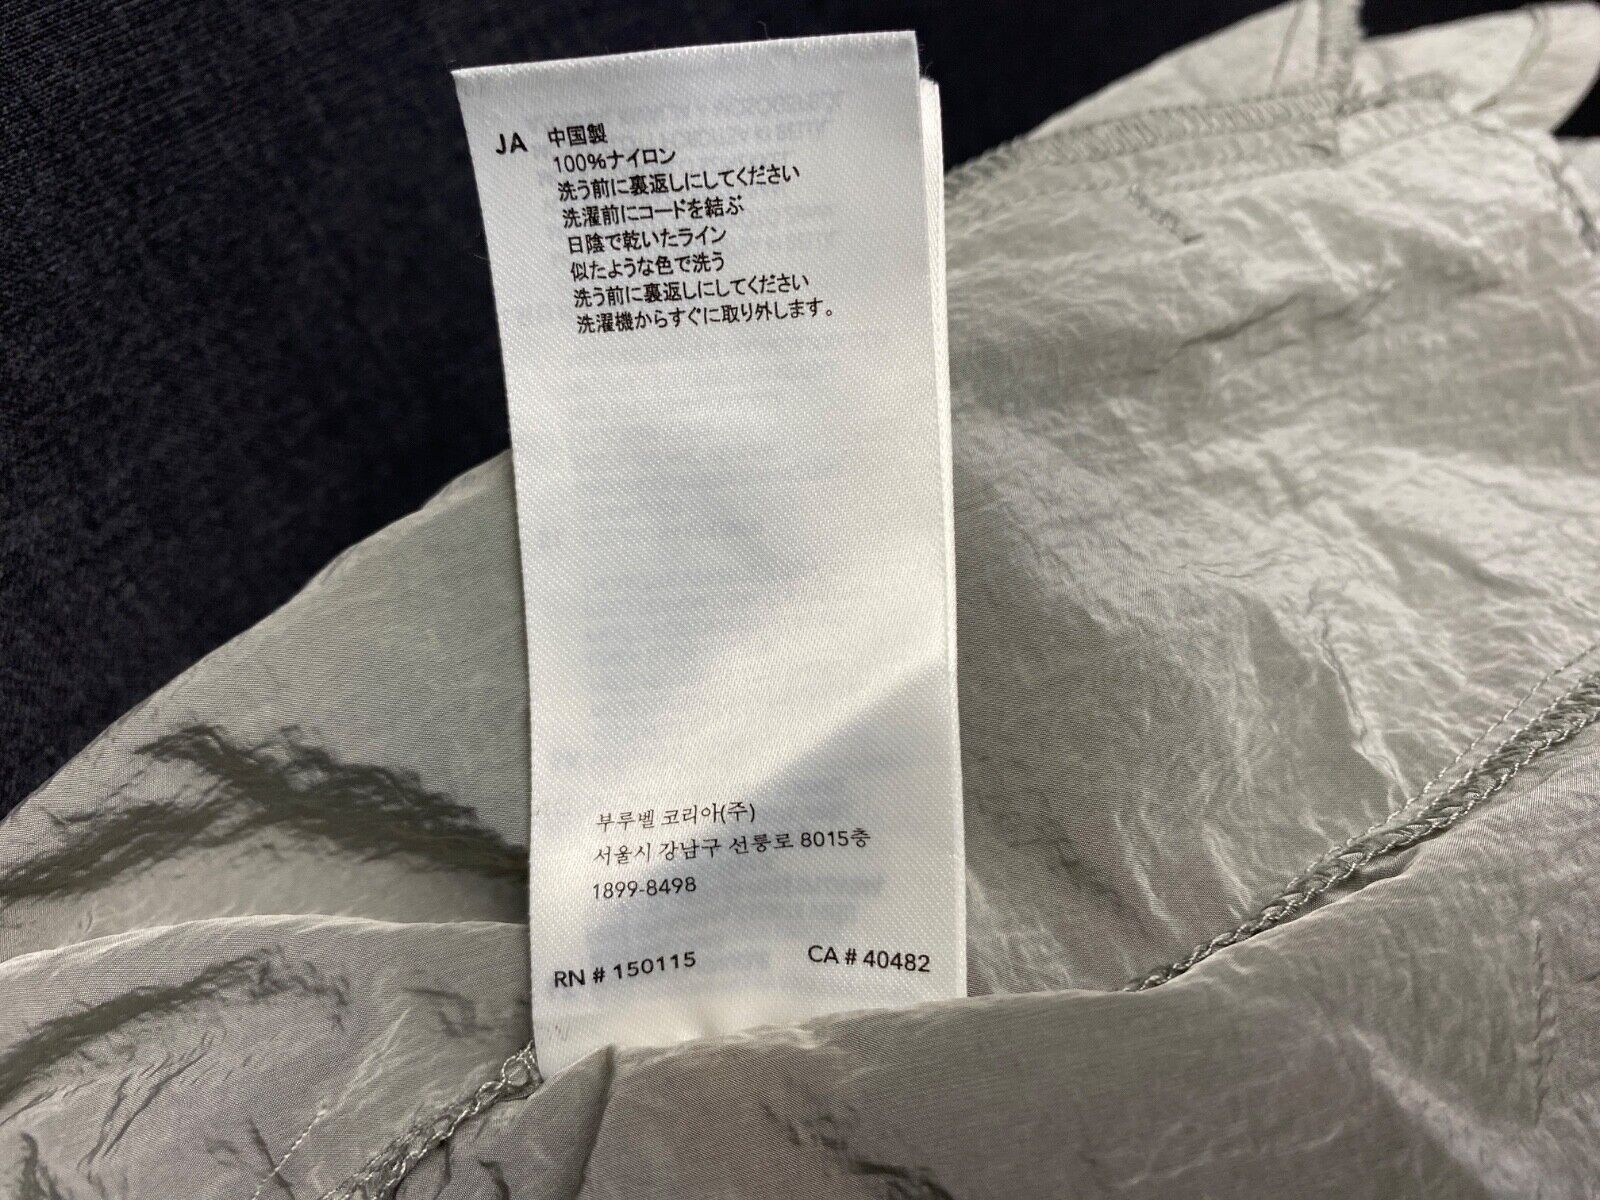 JA 中国製
100%ナイロン
洗う前に裏返しにしてください
洗濯前にコードを結ぶ
日陰で乾いたライン
似たような色で洗う
洗う前に裏返しにしてください
洗濯機からすぐに取り外します。
부루벨 코리아(주)
서울시 강남구 선릉로 8015층
1899-8498
RN # 150115 CA # 40482